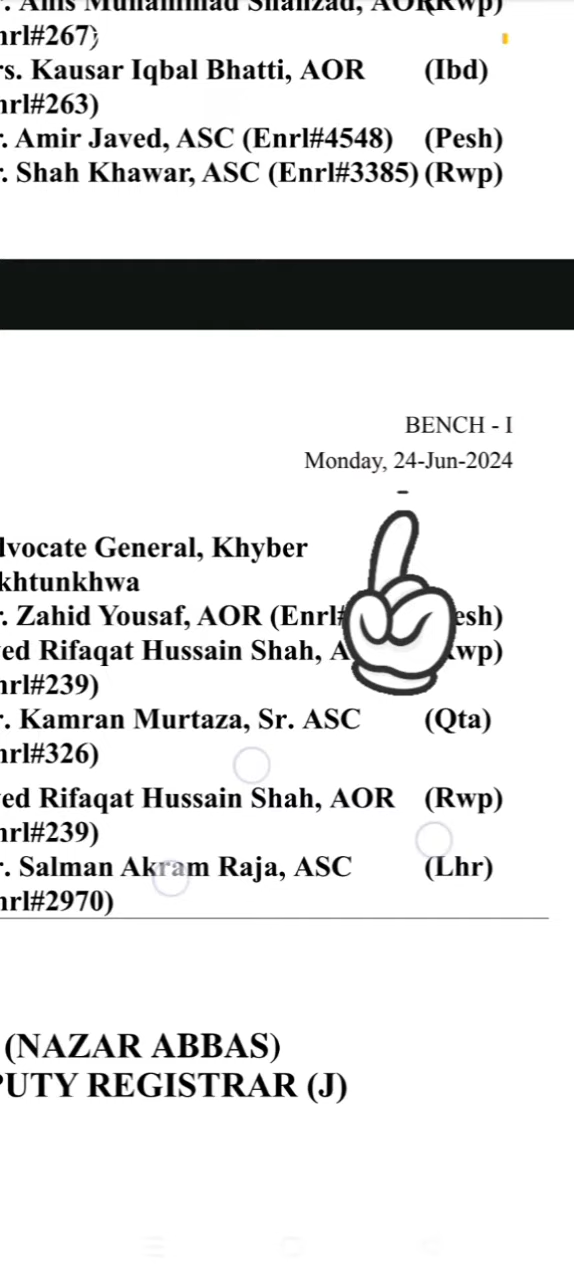 nrl#267)
rs. Kausar Iqbal Bhatti, AOR (Ibd)
nrl#263)
r. Amir Javed, ASC (Enrl#4548) (Pesh)
r. Shah Khawar, ASC (Enrl#3385) (Rwp)
BENCH - I
Monday, 24-Jun-2024
dvocate General, Khyber
khtunkhwa
r. Zahid Yousaf, AOR (Enrl# esh)
ed Rifaqat Hussain Shah, A wp)
nrl#239)
r. Kamran Murtaza, Sr. ASC (Qta)
nrl#326)
ed Rifaqat Hussain Shah, AOR (Rwp)
nrl#239)
r. Salman Akram Raja, ASC (Lhr)
nrl#2970)
(NAZAR ABBAS)
PUTY REGISTRAR (J)